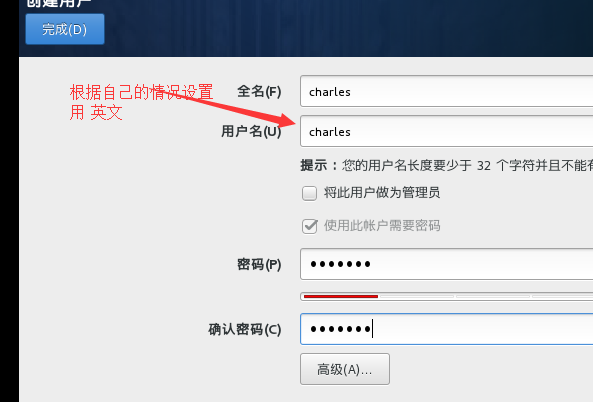 创建用户
完成(D)
根据自己的情况设置
用 英文
全名(F)
charles
用户名(U)
charles
提示：您的用户名长度要少于 32 个字符并且不能有
将此用户做为管理员
使用此帐户需要密码
密码(P)
●●●●●●●
确认密码(C)
●●●●●●●
高级(A)...